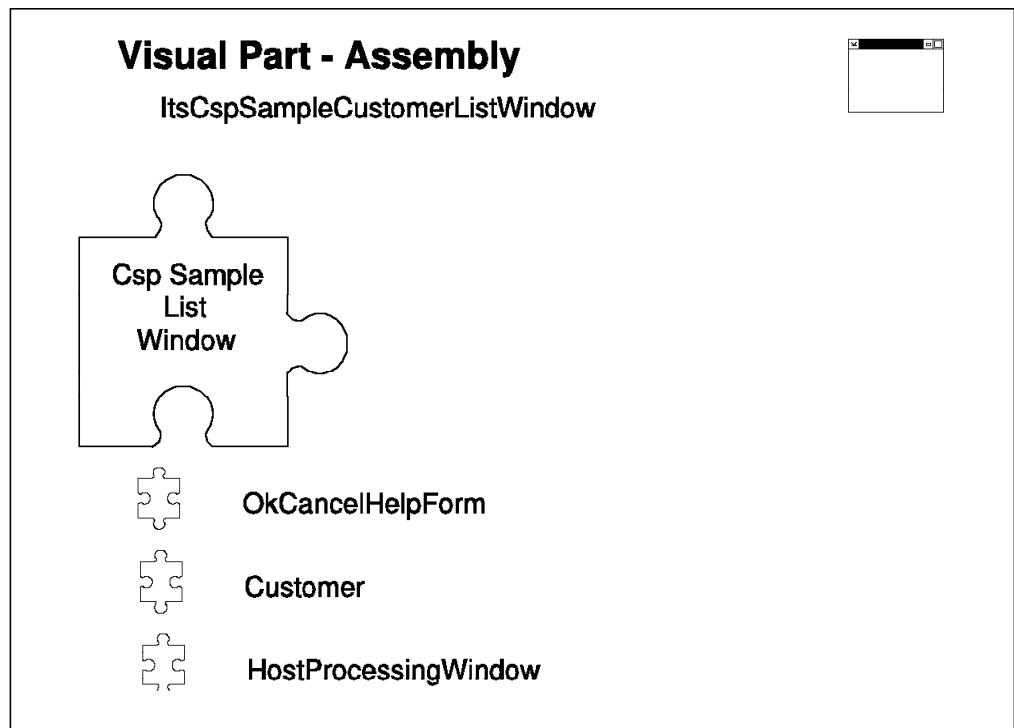 Visual Part - Assembly
ItsCspSampleCustomerListWindow
Csp Sample
List
Window
OkCancelHelpForm
Customer
HostProcessingWindow